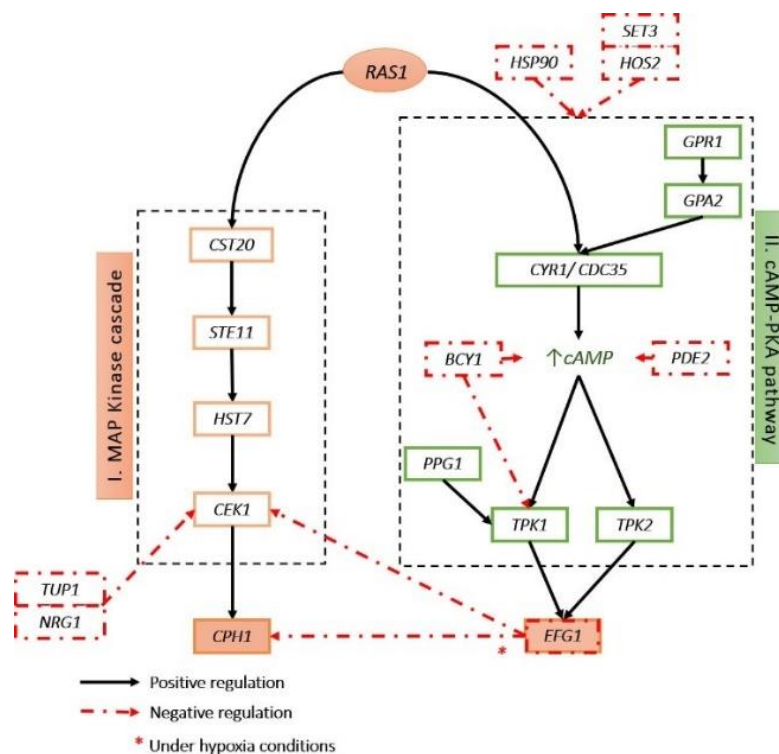 SET3
HSP90
HOS2
RAS1
GPR1
GPA2
CST20
CYR1/ CDC35
STE11
BCY1
↑cAMP
PDE2
HST7
PPG1
CEK1
TPK1
TPK2
TUP1
NRG1
CPH1
EFG1
*
I. MAP Kinase cascade
II. cAMP-PKA pathway
Positive regulation
Negative regulation
* Under hypoxia conditions